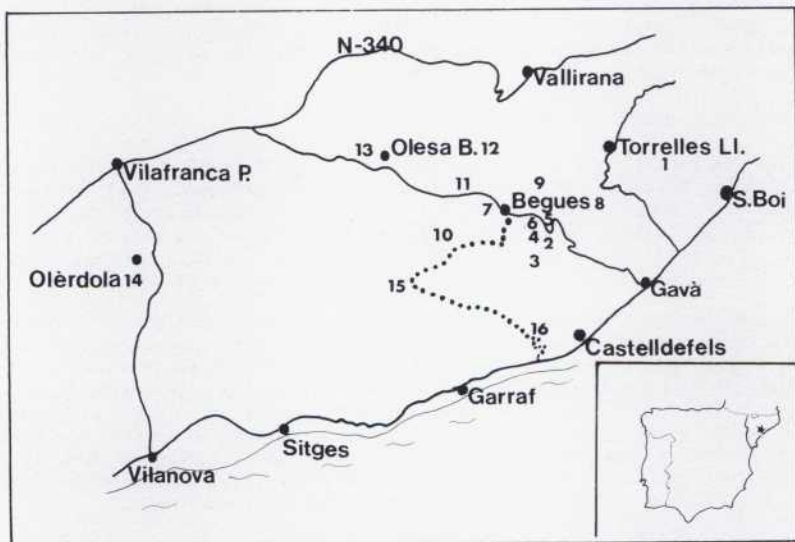 N-340
Vallirana
13 Olesa B. 12
Torrelles Ll.
1
Vilafranca P.
11
9
S.Boi
7
Begues 8
6 5
4 2
10
3
Olèrdola 14
15
Gavà
16
Castelldefels
Garraf
Sitges
Vilanova